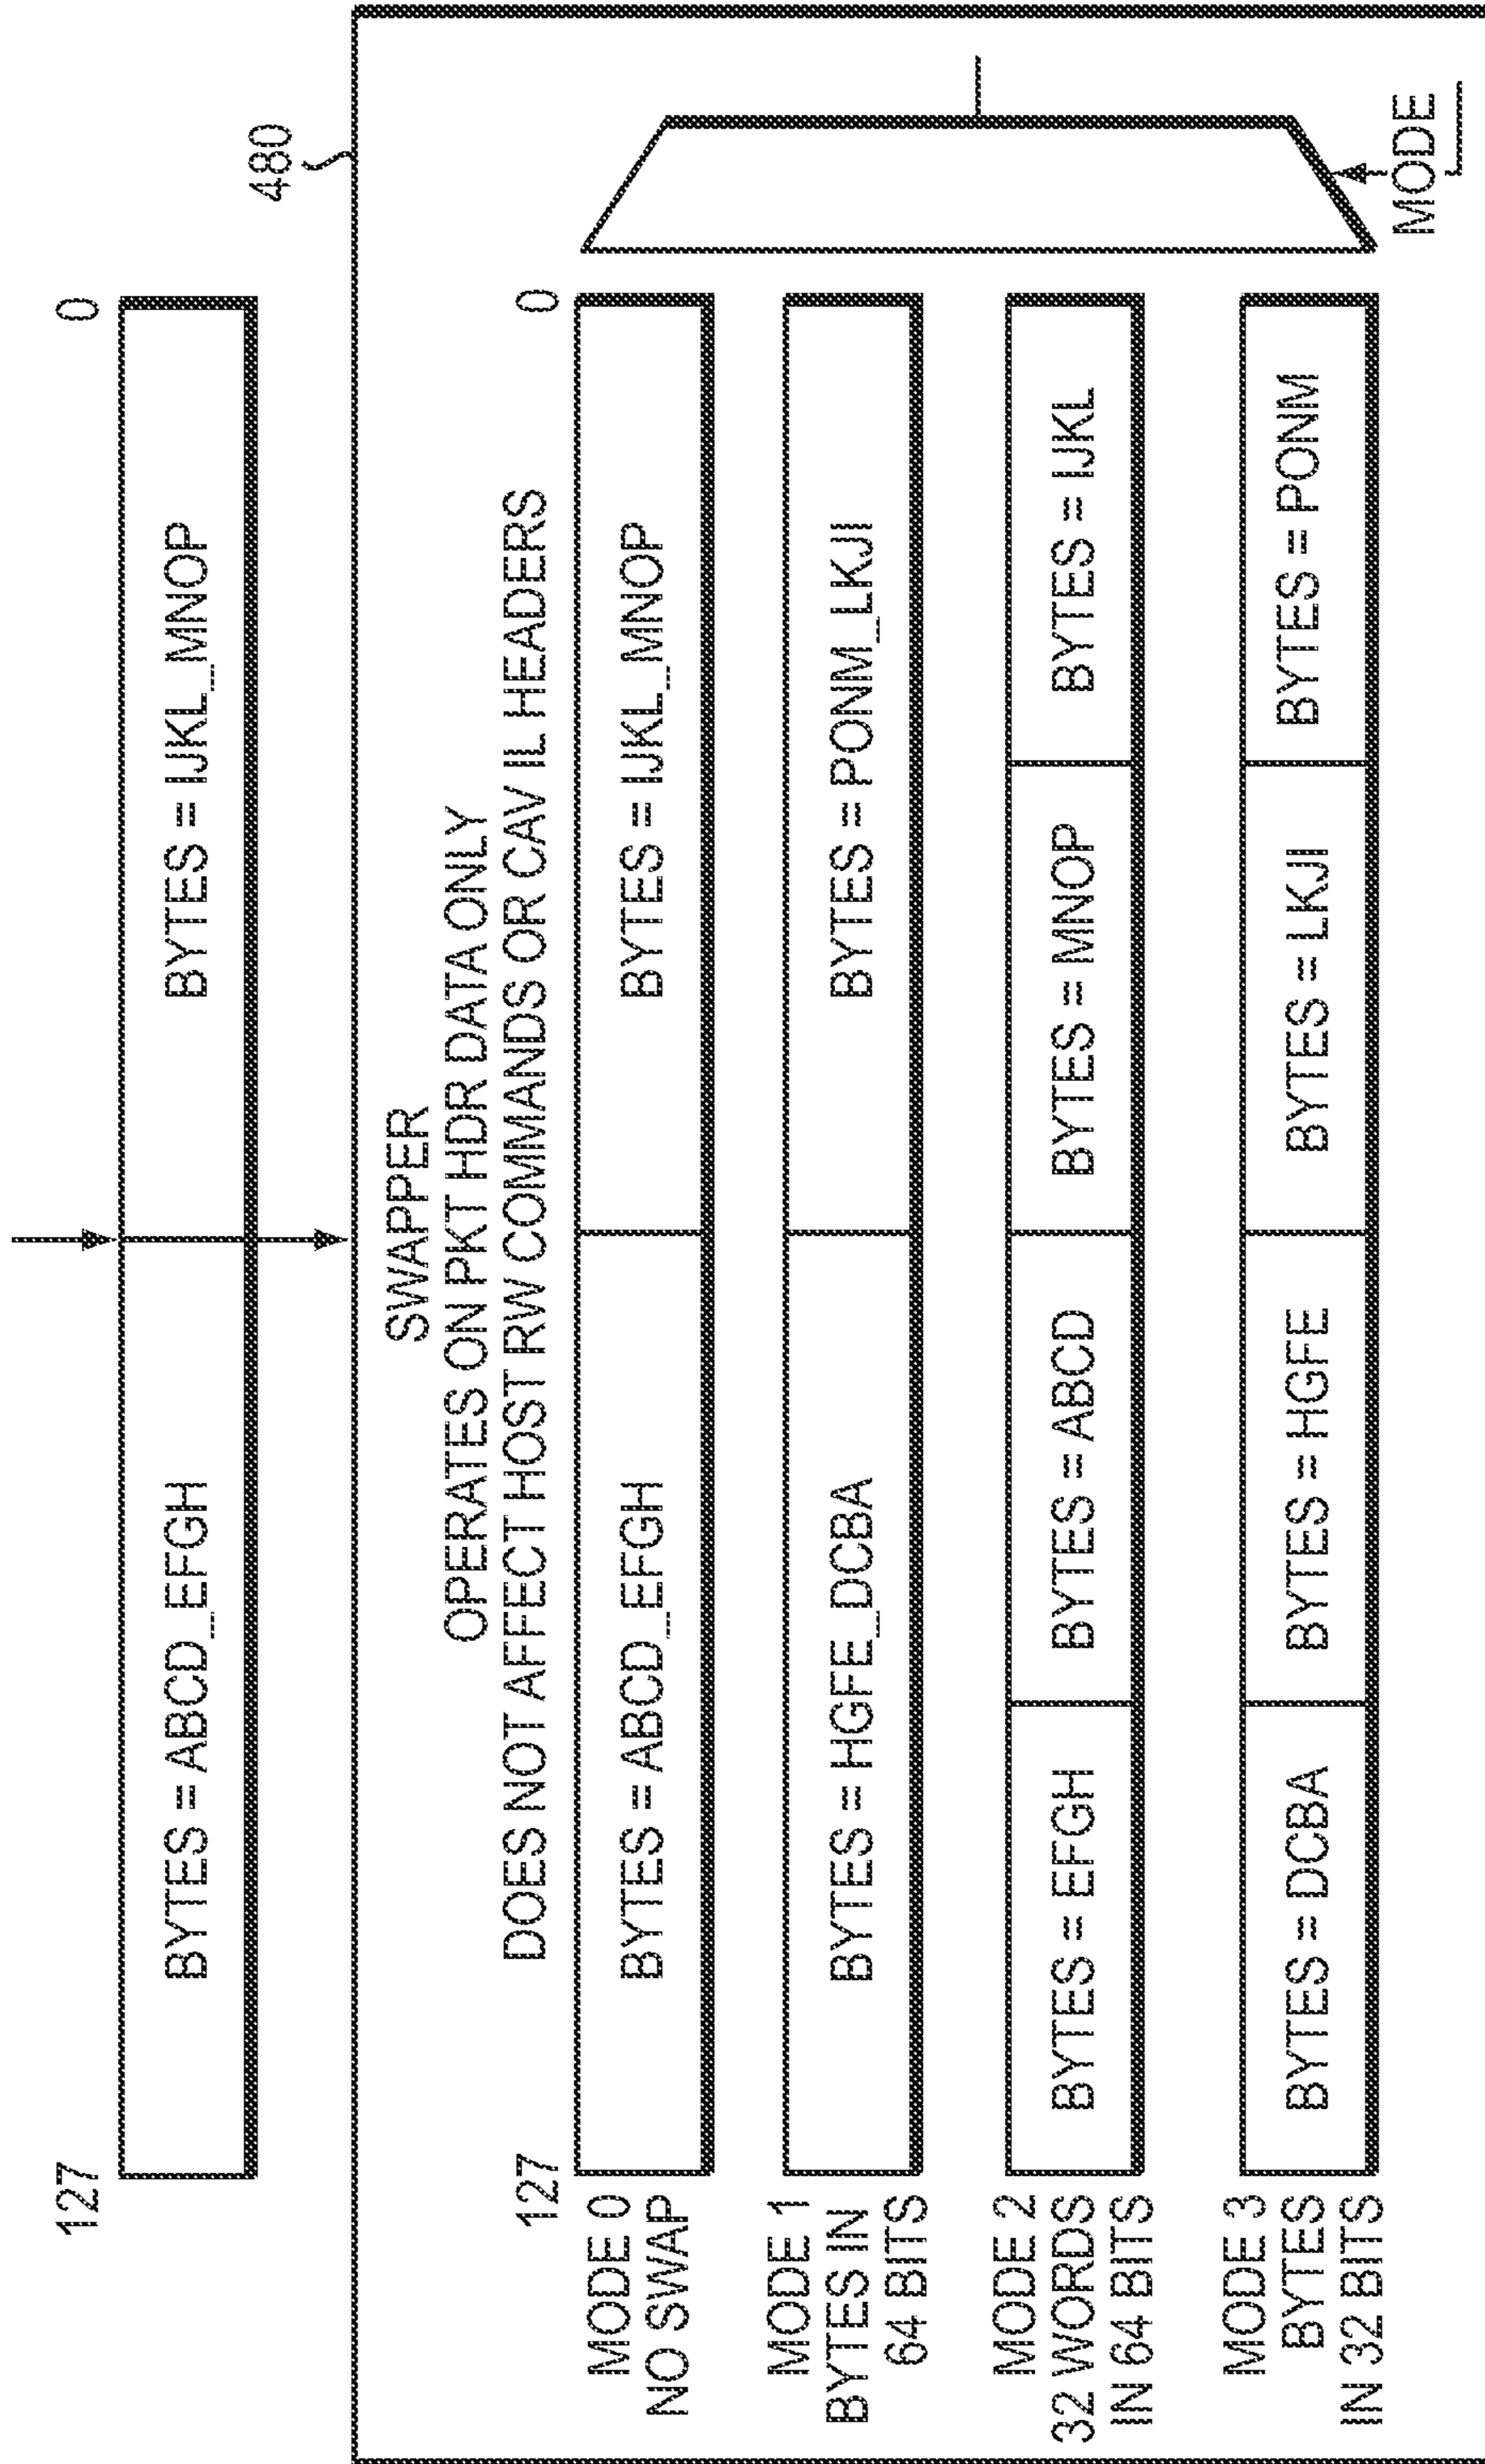 127
0
BYTES = ABCD_EFGH
BYTES = IJKL_MNOP
480
SWAPPER
OPERATES ON PKT HDR DATA ONLY
DOES NOT AFFECT HOST RW COMMANDS OR CAV IL HEADERS
127
0
MODE 0
NO SWAP
BYTES = ABCD_EFGH
BYTES = IJKL_MNOP
MODE 1
BYTES IN
64 BITS
BYTES = HGFE_DCBA
BYTES = PONM_LKJI
MODE 2
32 WORDS
IN 64 BITS
BYTES = EFGH
BYTES = ABCD
BYTES = MNOP
BYTES = IJKL
MODE 3
BYTES
IN 32 BITS
BYTES = DCBA
BYTES = HGFE
BYTES = LKJI
BYTES = PONM
MODE